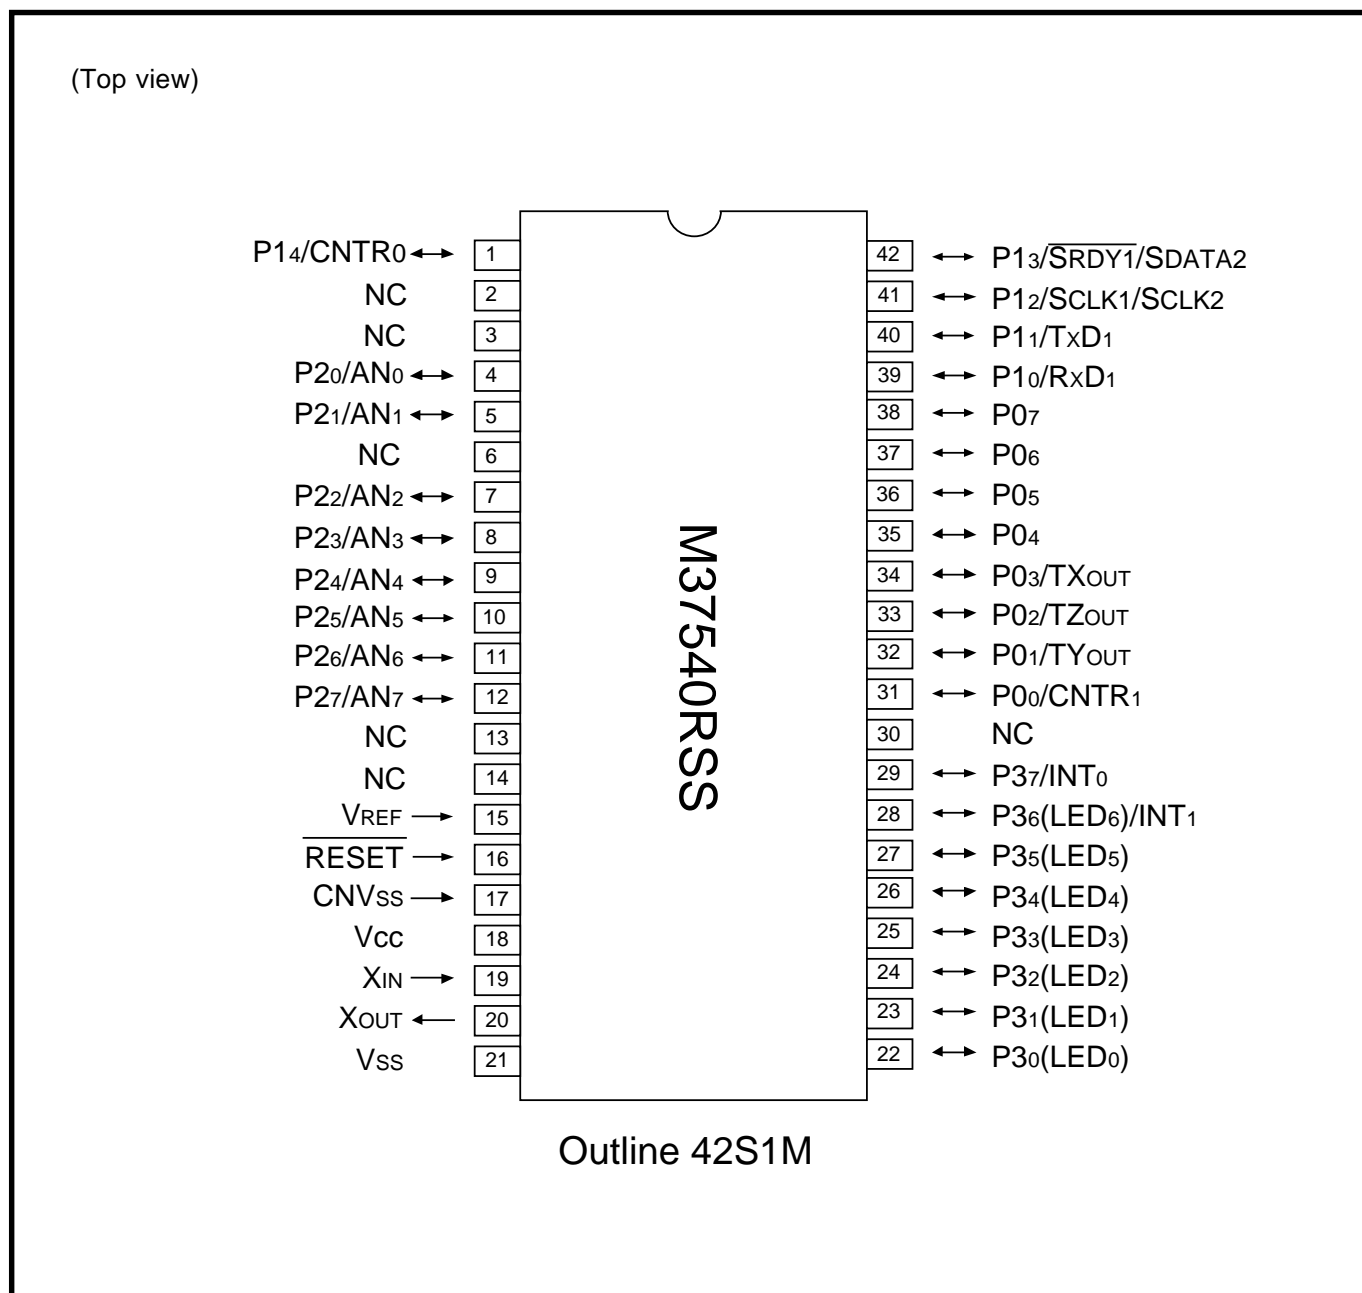 (Top view)
P14/CNTR0 1
NC 2
NC 3
P20/AN0 4
P21/AN1 5
NC 6
P22/AN2 7
P23/AN3 8
P24/AN4 9
P25/AN5 10
P26/AN6 11
P27/AN7 12
NC 13
NC 14
VREF 15
RESET 16
CNVSS 17
Vcc 18
XIN 19
XOUT 20
VSS 21
M37540RSS
42 P13/SRDY1/SDATA2
41 P12/SCLK1/SCLK2
40 P11/TxD1
39 P10/RxD1
38 P07
37 P06
36 P05
35 P04
34 P03/TXOUT
33 P02/TZOUT
32 P01/TYOUT
31 P00/CNTR1
30 NC
29 P37/INT0
28 P36(LED6)/INT1
27 P35(LED5)
26 P34(LED4)
25 P33(LED3)
24 P32(LED2)
23 P31(LED1)
22 P30(LED0)
Outline 42S1M